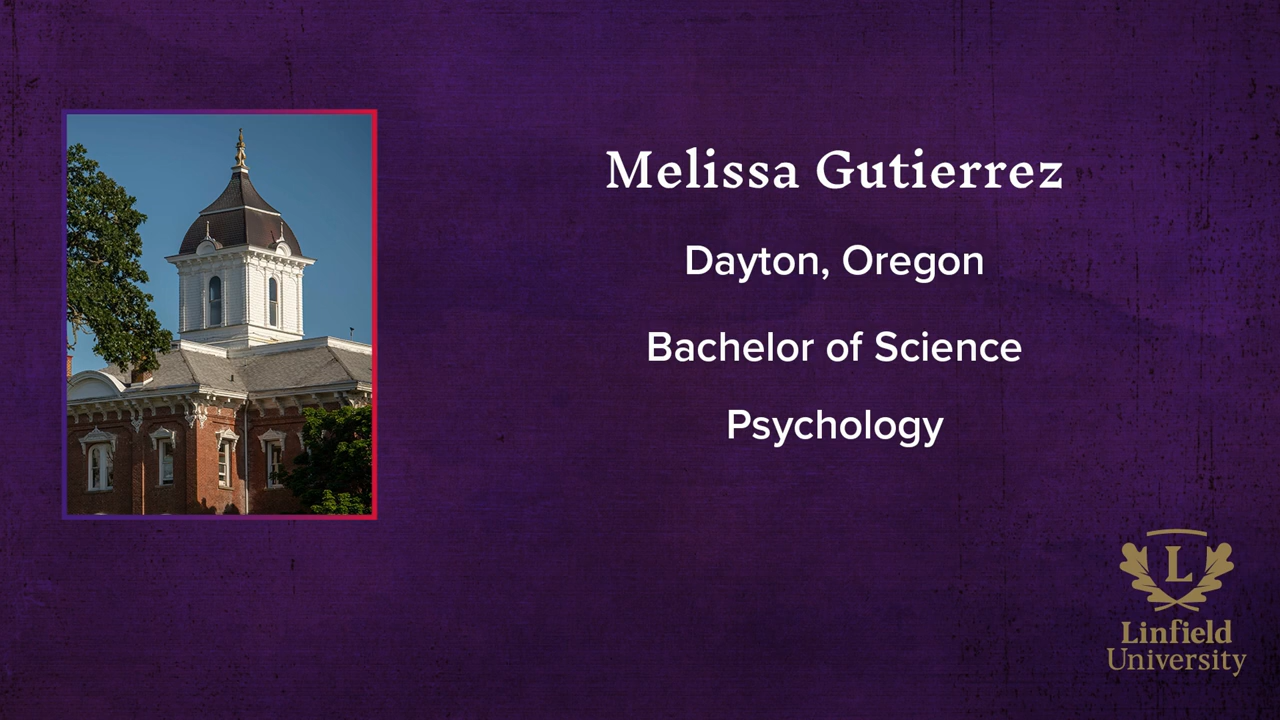 Melissa Gutierrez
Dayton, Oregon
Bachelor of Science
Psychology
L
Linfield
University